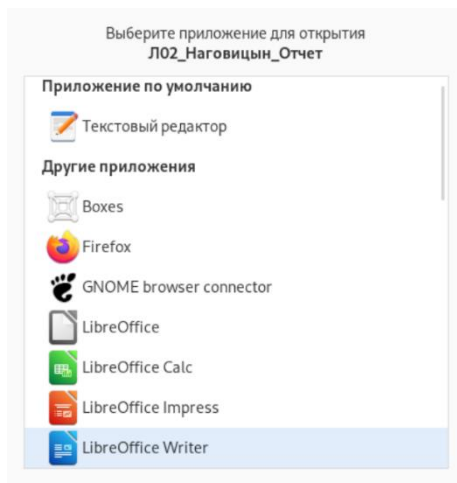 Выберите приложение для открытия
Л02_Наговицын_Отчет
Приложение по умолчанию
Текстовый редактор
Другие приложения
Boxes
Firefox
GNOME browser connector
LibreOffice
LibreOffice Calc
LibreOffice Impress
LibreOffice Writer